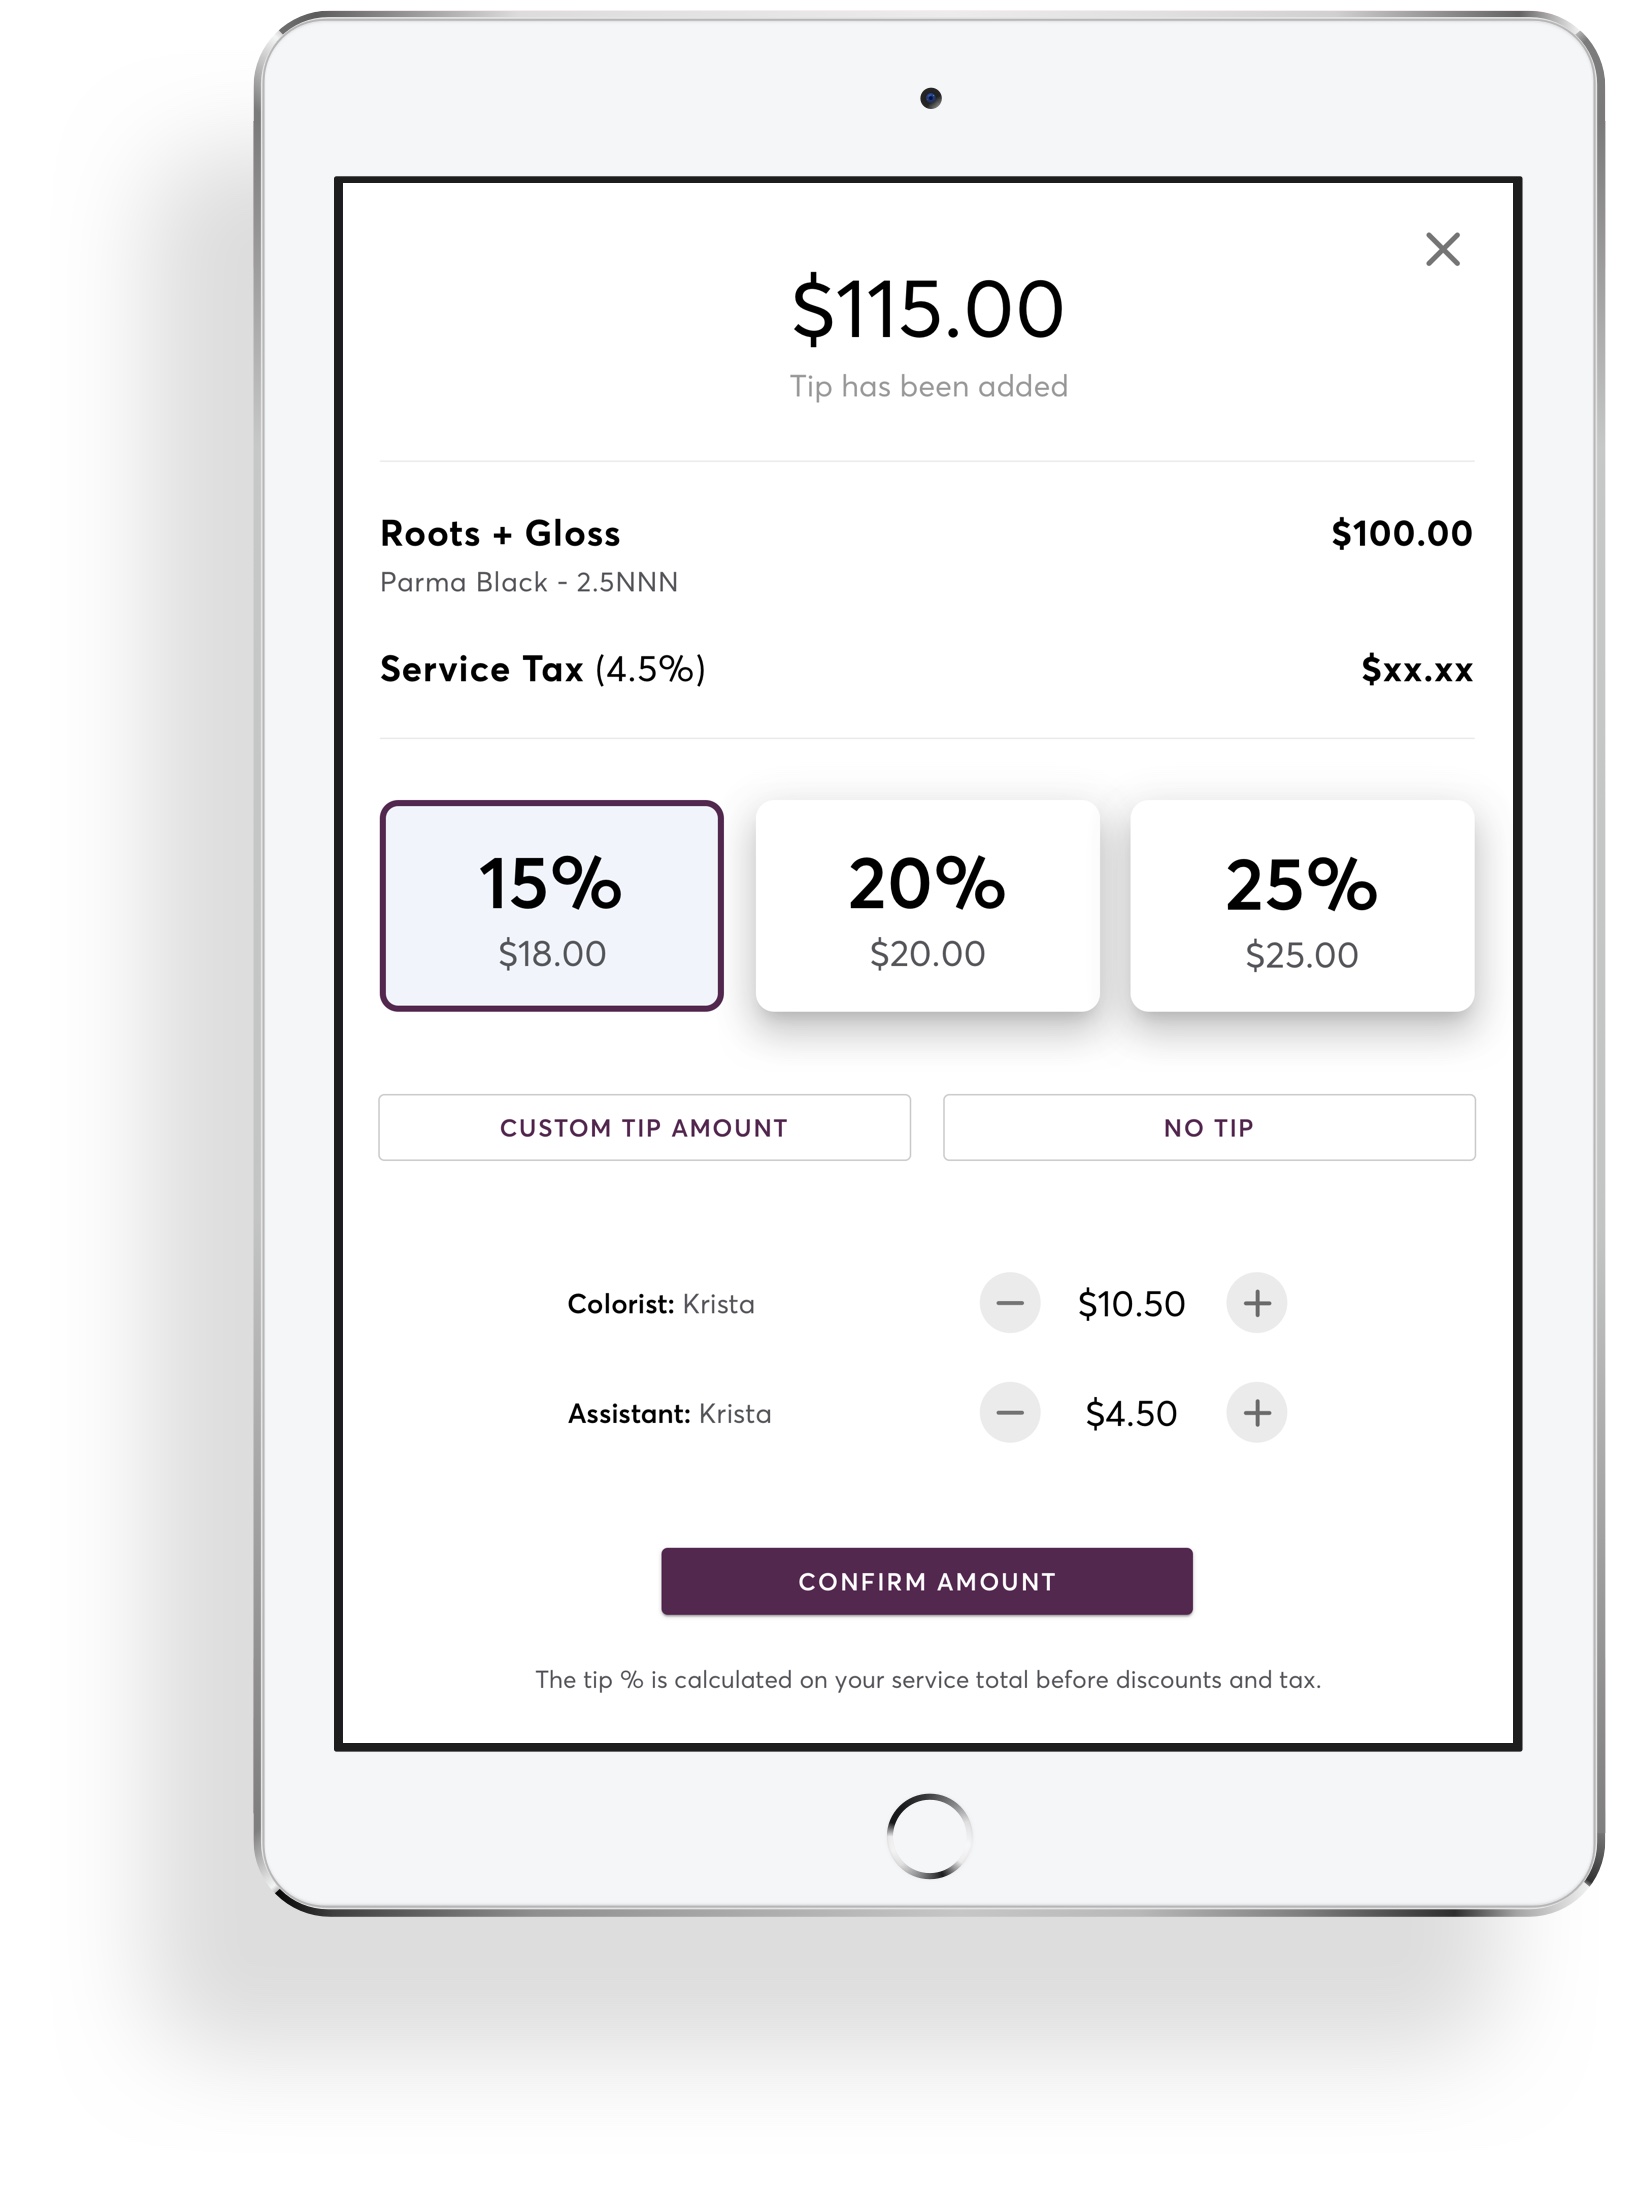 $115.00
Tip has been added
Roots + Gloss $100.00
Parma Black - 2.5NNN
Service Tax (4.5%) $xx.xx
15% 20% 25%
$18.00 $20.00 $25.00
CUSTOM TIP AMOUNT NO TIP
Colorist: Krista $10.50
Assistant: Krista $4.50
CONFIRM AMOUNT
The tip % is calculated on your service total before discounts and tax.